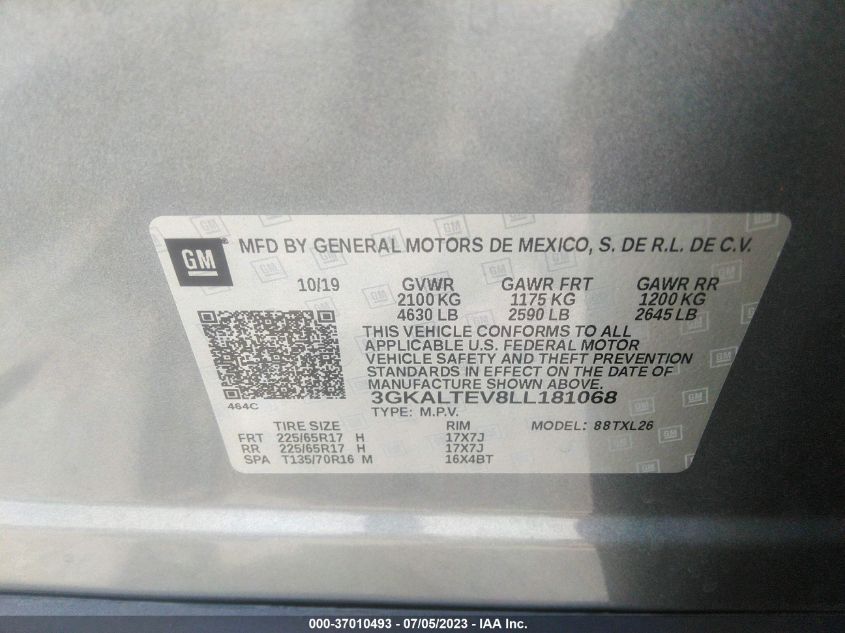 GM
MFD BY GENERAL MOTORS DE MEXICO, S. DE R.L. DE C.V.
10/19 GVWR GAWR FRT GAWR RR
2100 KG 1175 KG 1200 KG
4630 LB 2590 LB 2645 LB
THIS VEHICLE CONFORMS TO ALL
APPLICABLE U.S. FEDERAL MOTOR
VEHICLE SAFETY AND THEFT PREVENTION
STANDARDS IN EFFECT ON THE DATE OF
MANUFACTURE SHOWN ABOVE.
464C
3GKALTEV8LL181068
TYPE: M.P.V.
TIRE SIZE RIM MODEL: 88TXL26
FRT 225/65R17 H 17X7J
RR 225/65R17 H 17X7J
SPA T135/70R16 M 16X4BT
000-37010493 - 07/05/2023 - IAA Inc.